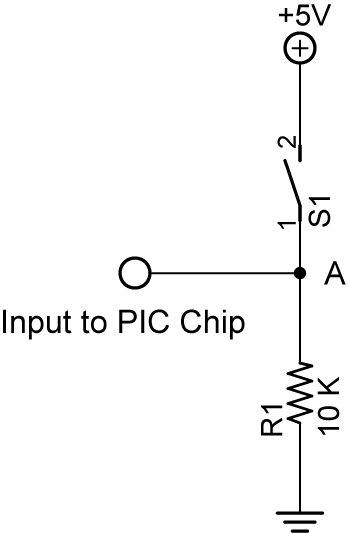 +5V
2
1
S1
A
Input to PIC Chip
R1
10 K